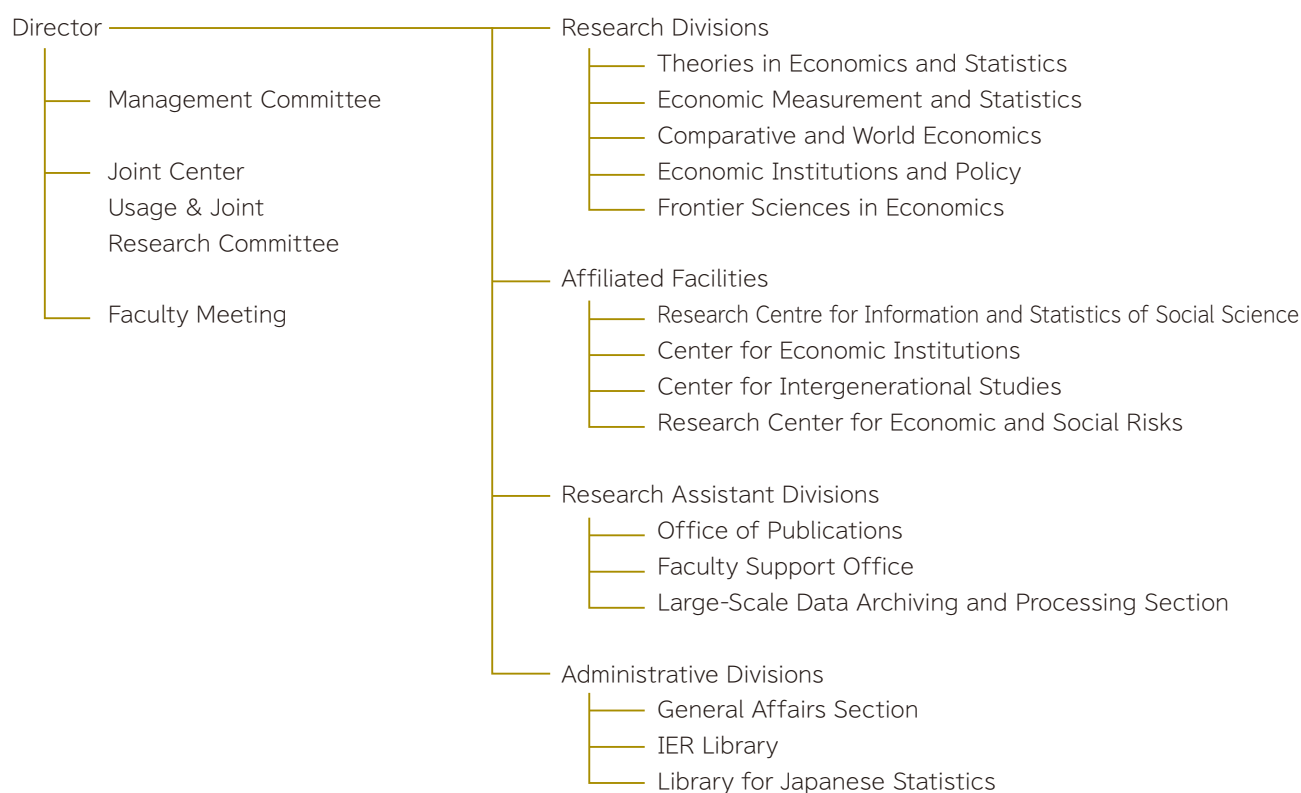 Director
Management Committee
Joint Center
Usage & Joint
Research Committee
Faculty Meeting
Research Divisions
Theories in Economics and Statistics
Economic Measurement and Statistics
Comparative and World Economics
Economic Institutions and Policy
Frontier Sciences in Economics
Affiliated Facilities
Research Centre for Information and Statistics of Social Science
Center for Economic Institutions
Center for Intergenerational Studies
Research Center for Economic and Social Risks
Research Assistant Divisions
Office of Publications
Faculty Support Office
Large-Scale Data Archiving and Processing Section
Administrative Divisions
General Affairs Section
IER Library
Library for Japanese Statistics